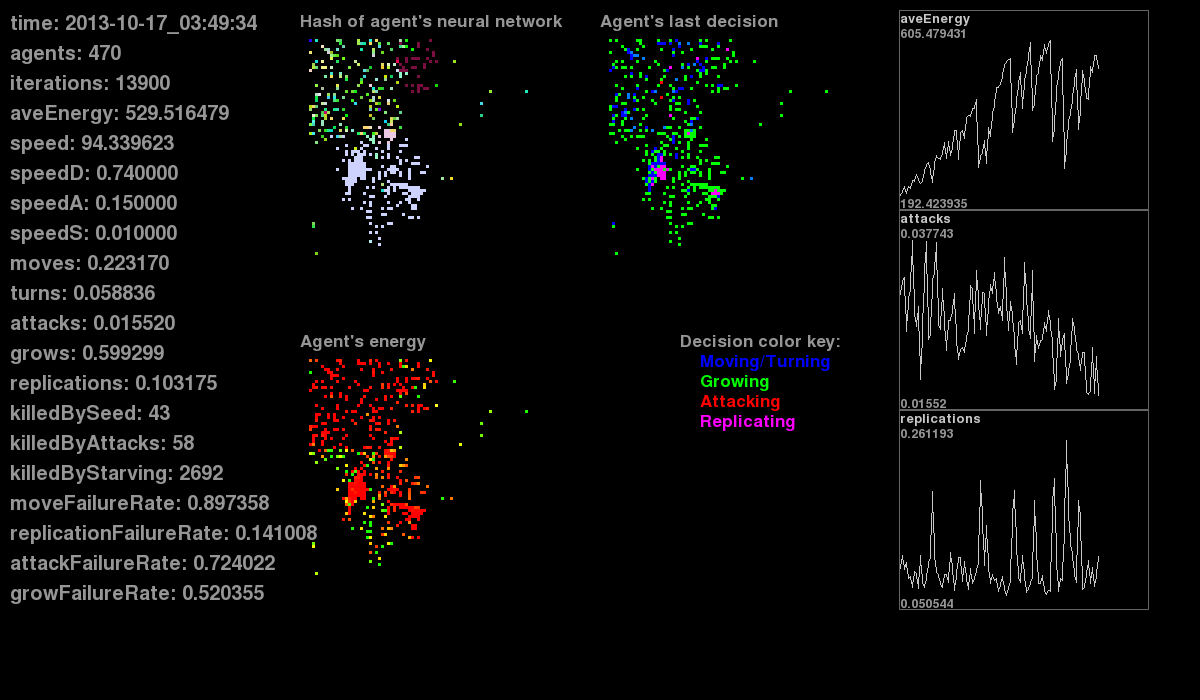 time: 2013-10-17_03:49:34
agents: 470
iterations: 13900
aveEnergy: 529.516479
speed: 94.339623
speedD: 0.740000
speedA: 0.150000
speedS: 0.010000
moves: 0.223170
turns: 0.058836
attacks: 0.015520
grows: 0.599299
replications: 0.103175
killedBySeed: 43
killedByAttacks: 58
killedByStarving: 2692
moveFailureRate: 0.897358
replicationFailureRate: 0.141008
attackFailureRate: 0.724022
growFailureRate: 0.520355
Hash of agent's neural network
Agent's last decision
Agent's energy
Decision color key:
Moving/Turning
Growing
Attacking
Replicating
aveEnergy
605.479431
192.423935
attacks
0.037743
0.01552
replications
0.261193
0.050544